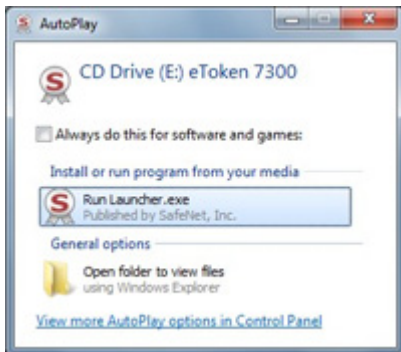 AutoPlay
CD Drive (E:) eToken 7300
Always do this for software and games:
Install or run program from your media
Run Launcher.exe
Published by SafeNet, Inc.
General options
Open folder to view files
using Windows Explorer
View more AutoPlay options in Control Panel